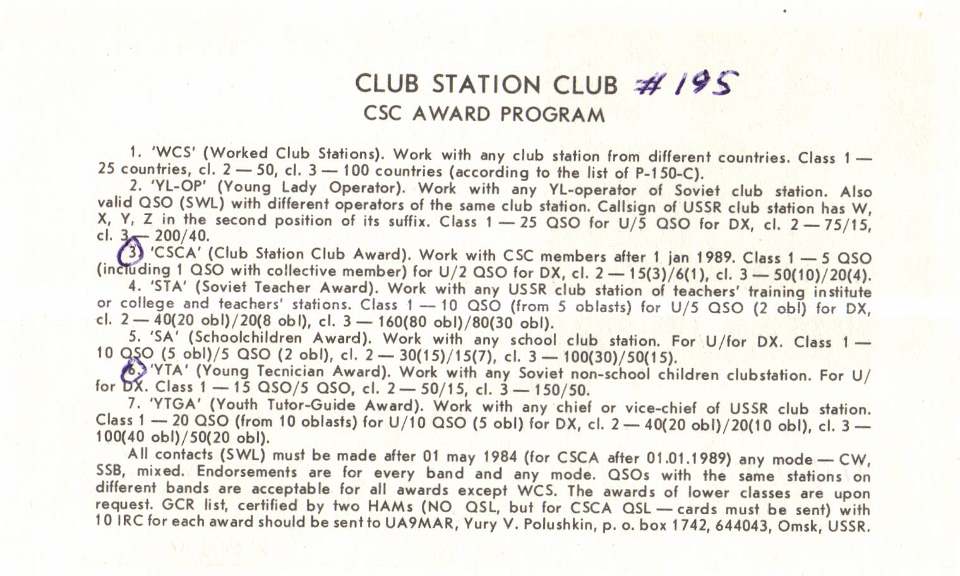 CLUB STATION CLUB # 195
CSC AWARD PROGRAM
1. 'WCS' (Worked Club Stations). Work with any club station from different countries. Class 1 —
25 countries, cl. 2 — 50, cl. 3 — 100 countries (according to the list of P-150-C).
2. 'YL-OP' (Young Lady Operator). Work with any YL-operator of Soviet club station. Also
valid QSO (SWL) with different operators of the same club station. Callsign of USSR club station has W,
X, Y, Z in the second position of its suffix. Class 1 — 25 QSO for U/5 QSO for DX, cl. 2 — 75/15,
cl. 3 — 200/40.
3. 'CSCA' (Club Station Club Award). Work with CSC members after 1 jan 1989. Class 1 — 5 QSO
(including 1 QSO with collective member) for U/2 QSO for DX, cl. 2 — 15(3)/6(1), cl. 3 — 50(10)/20(4).
4. 'STA' (Soviet Teacher Award). Work with any USSR club station of teachers' training institute
or college and teachers' stations. Class 1 — 10 QSO (from 5 oblasts) for U/5 QSO (2 obl) for DX,
cl. 2 — 40(20 obl)/20(8 obl), cl. 3 — 160(80 obl)/80(30 obl).
5. 'SA' (Schoolchildren Award). Work with any school club station. For U/for DX. Class 1 —
10 QSO (5 obl)/5 QSO (2 obl), cl. 2 — 30(15)/15(7), cl. 3 — 100(30)/50(15).
6. 'YTA' (Young Tecnician Award). Work with any Soviet non-school children clubstation. For U/
for DX. Class 1 — 15 QSO/5 QSO, cl. 2 — 50/15, cl. 3 — 150/50.
7. 'YTGA' (Youth Tutor-Guide Award). Work with any chief or vice-chief of USSR club station.
Class 1 — 20 QSO (from 10 oblasts) for U/10 QSO (5 obl) for DX, cl. 2 — 40(20 obl)/20(10 obl), cl. 3 —
100(40 obl)/50(20 obl).
All contacts (SWL) must be made after 01 may 1984 (for CSCA after 01.01.1989) any mode — CW,
SSB, mixed. Endorsements are for every band and any mode. QSOs with the same stations on
different bands are acceptable for all awards except WCS. The awards of lower classes are upon
request. GCR list, certified by two HAMs (NO QSL, but for CSCA QSL — cards must be sent) with
10 IRC for each award should be sent to UA9MAR, Yury V. Polushkin, p. o. box 1742, 644043, Omsk, USSR.